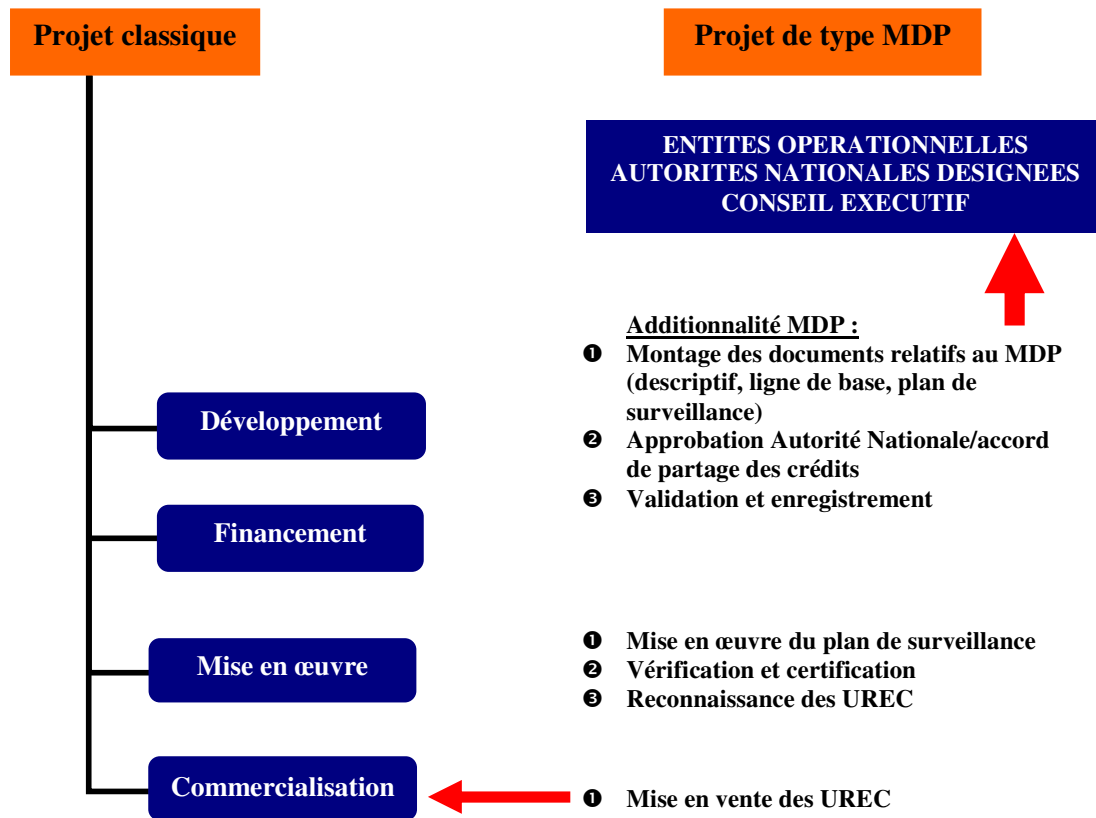 Projet classique
Projet de type MDP
ENTITES OPERATIONNELLES
AUTORITES NATIONALES DESIGNEES
CONSEIL EXECUTIF
Additionnalité MDP :
❶ Montage des documents relatifs au MDP
(descriptif, ligne de base, plan de
surveillance)
❷ Approbation Autorité Nationale/accord
de partage des crédits
❸ Validation et enregistrement
Développement
Financement
Mise en œuvre
❶ Mise en œuvre du plan de surveillance
❷ Vérification et certification
❸ Reconnaissance des UREC
Commercialisation
❶ Mise en vente des UREC